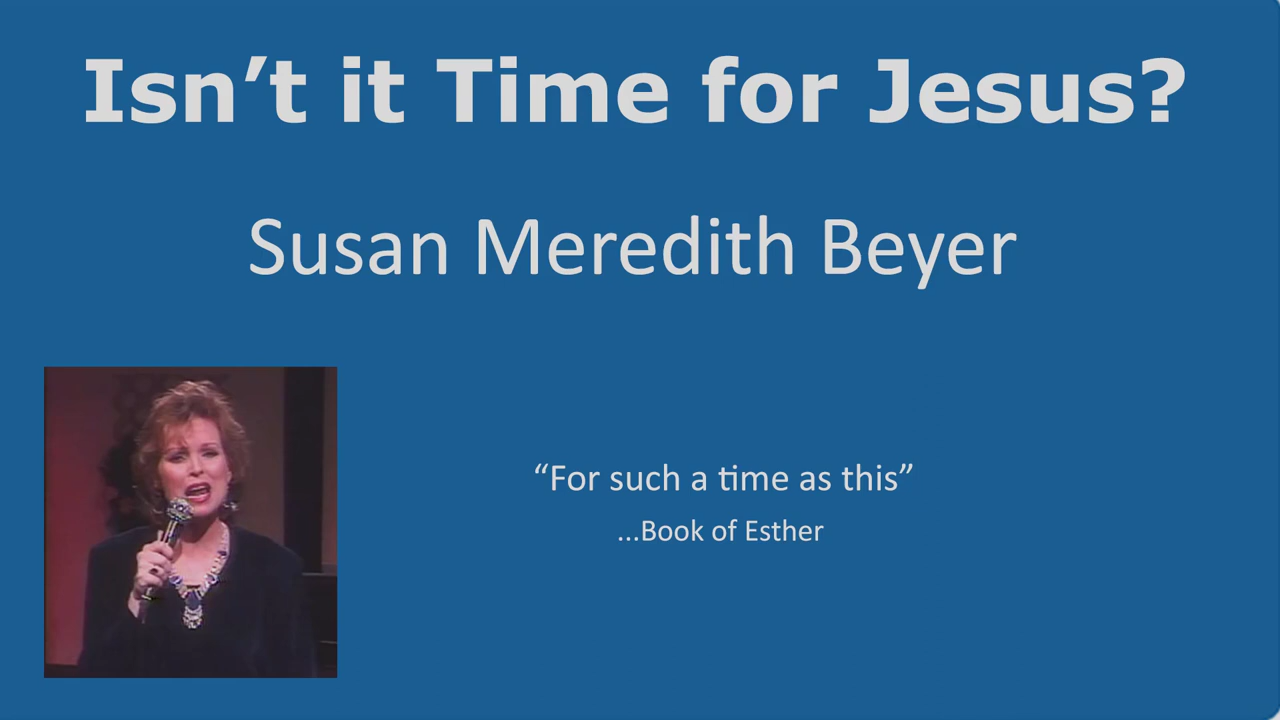 Isn’t it Time for Jesus?
Susan Meredith Beyer
“For such a time as this”
...Book of Esther